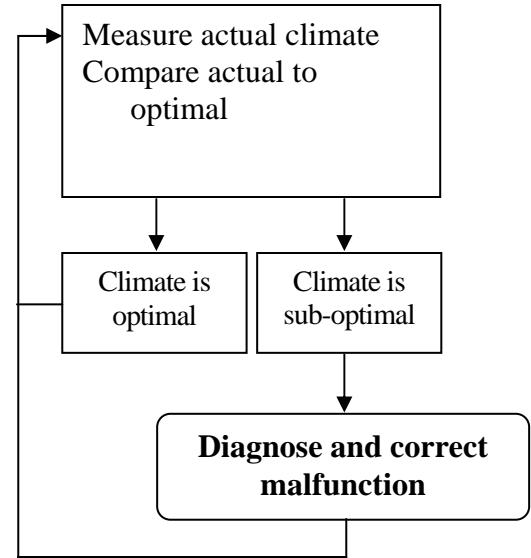 Measure actual climate
Compare actual to
optimal
Climate is
optimal
Climate is
sub-optimal
Diagnose and correct
malfunction